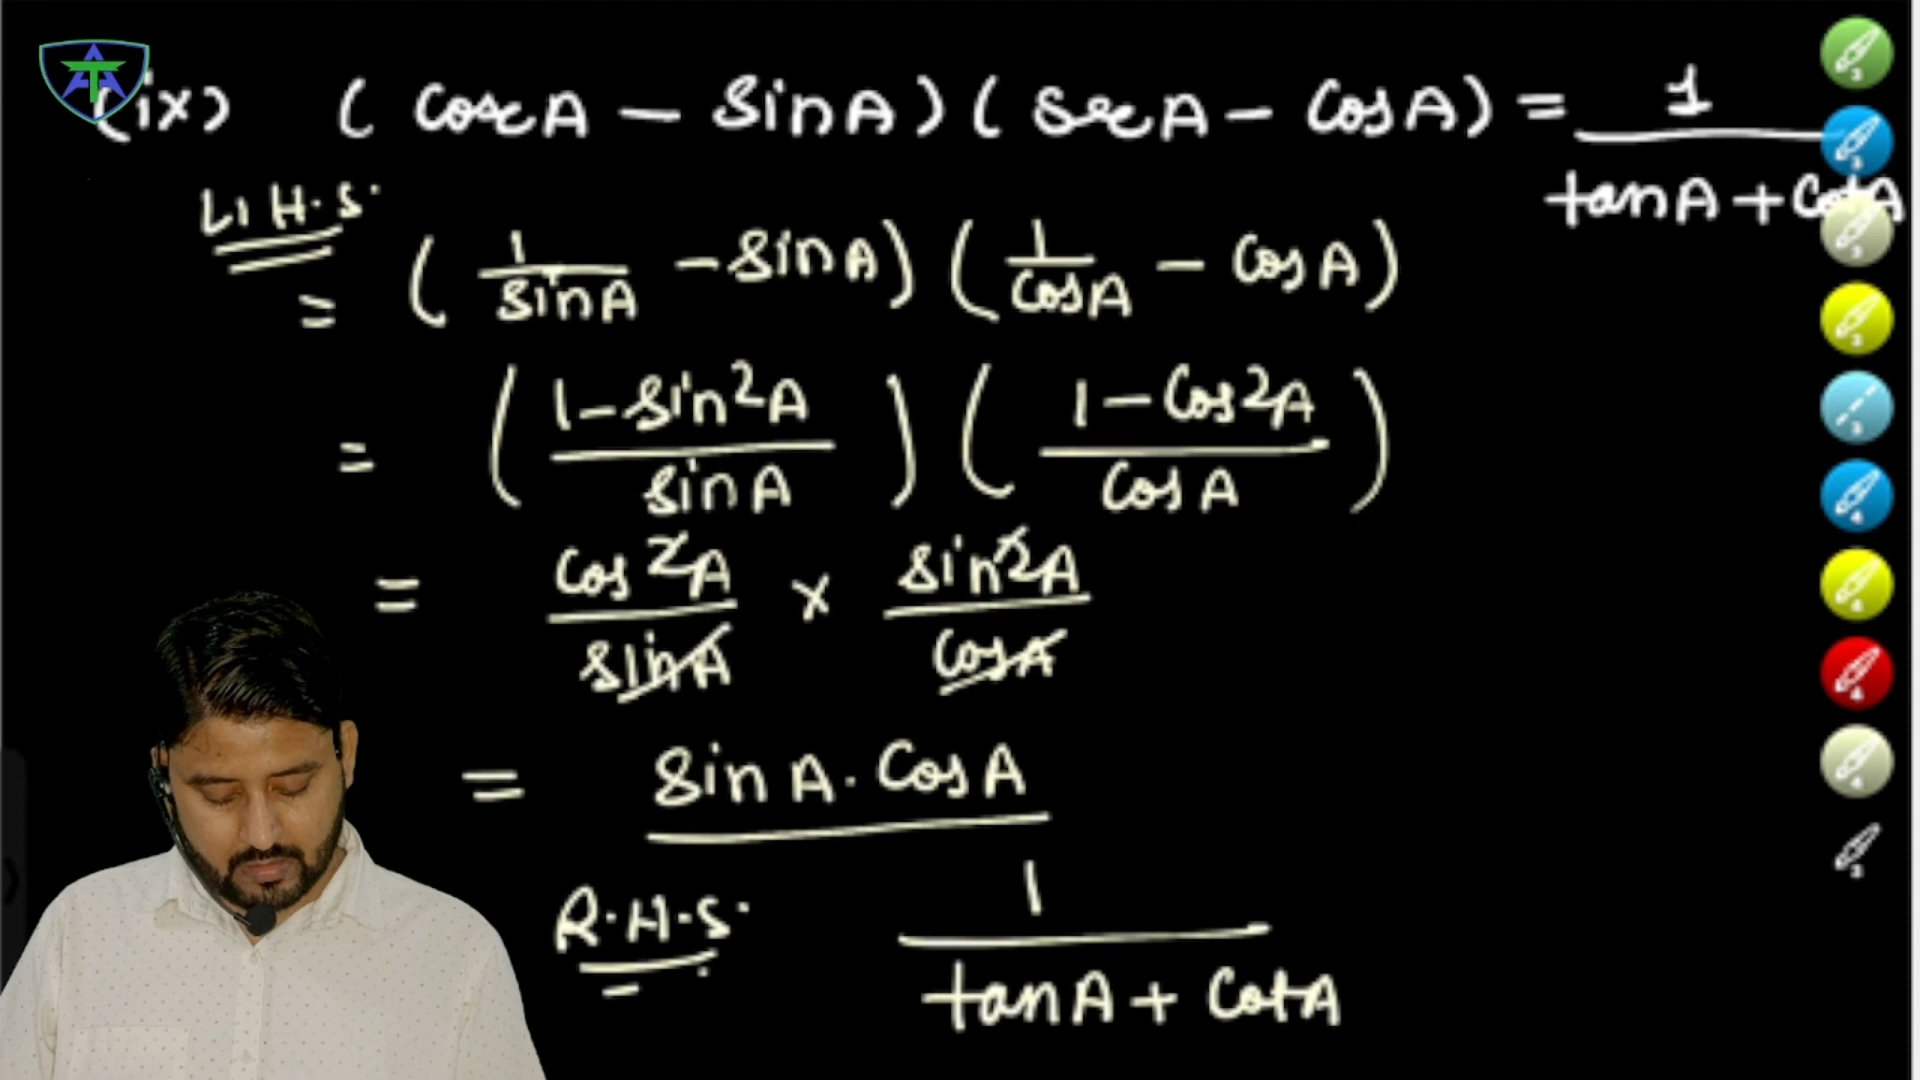 (ix) ( CosecA - SinA ) ( SecA - CosA ) = 1 / tanA + CotA
L.H.S.
= ( 1/SinA - SinA ) ( 1/CosA - CosA )
= ( 1 - Sin²A / SinA ) ( 1 - Cos²A / CosA )
= Cos²A / SinA × Sin²A / CosA
= SinA · CosA
R.H.S. 1 / tanA + CotA